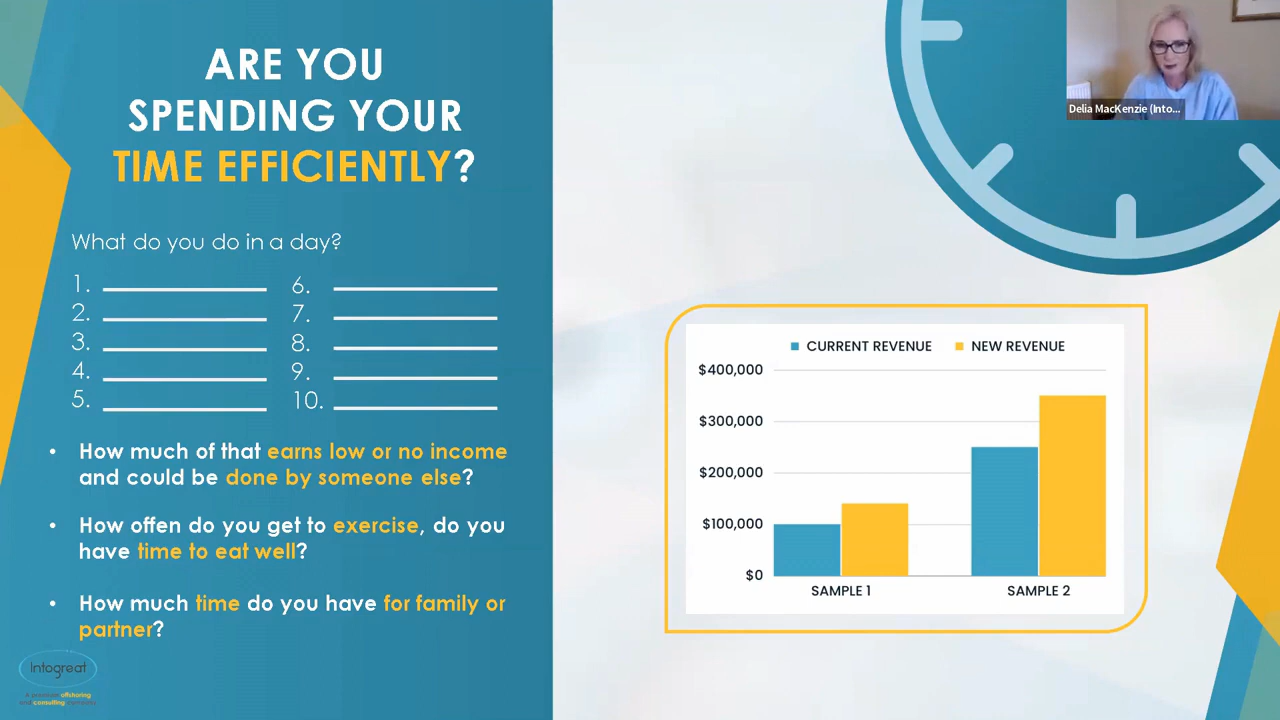 ARE YOU
SPENDING YOUR
TIME EFFICIENTLY?
What do you do in a day?
1.
2.
3.
4.
5.
6.
7.
8.
9.
10.
• How much of that earns low or no income
and could be done by someone else?
• How offen do you get to exercise, do you
have time to eat well?
• How much time do you have for family or
partner?
Intogreat
offshoring
and consulting
Delia MacKenzie (Into...
CURRENT REVENUE
NEW REVENUE
$400,000
$300,000
$200,000
$100,000
$0
SAMPLE 1
SAMPLE 2